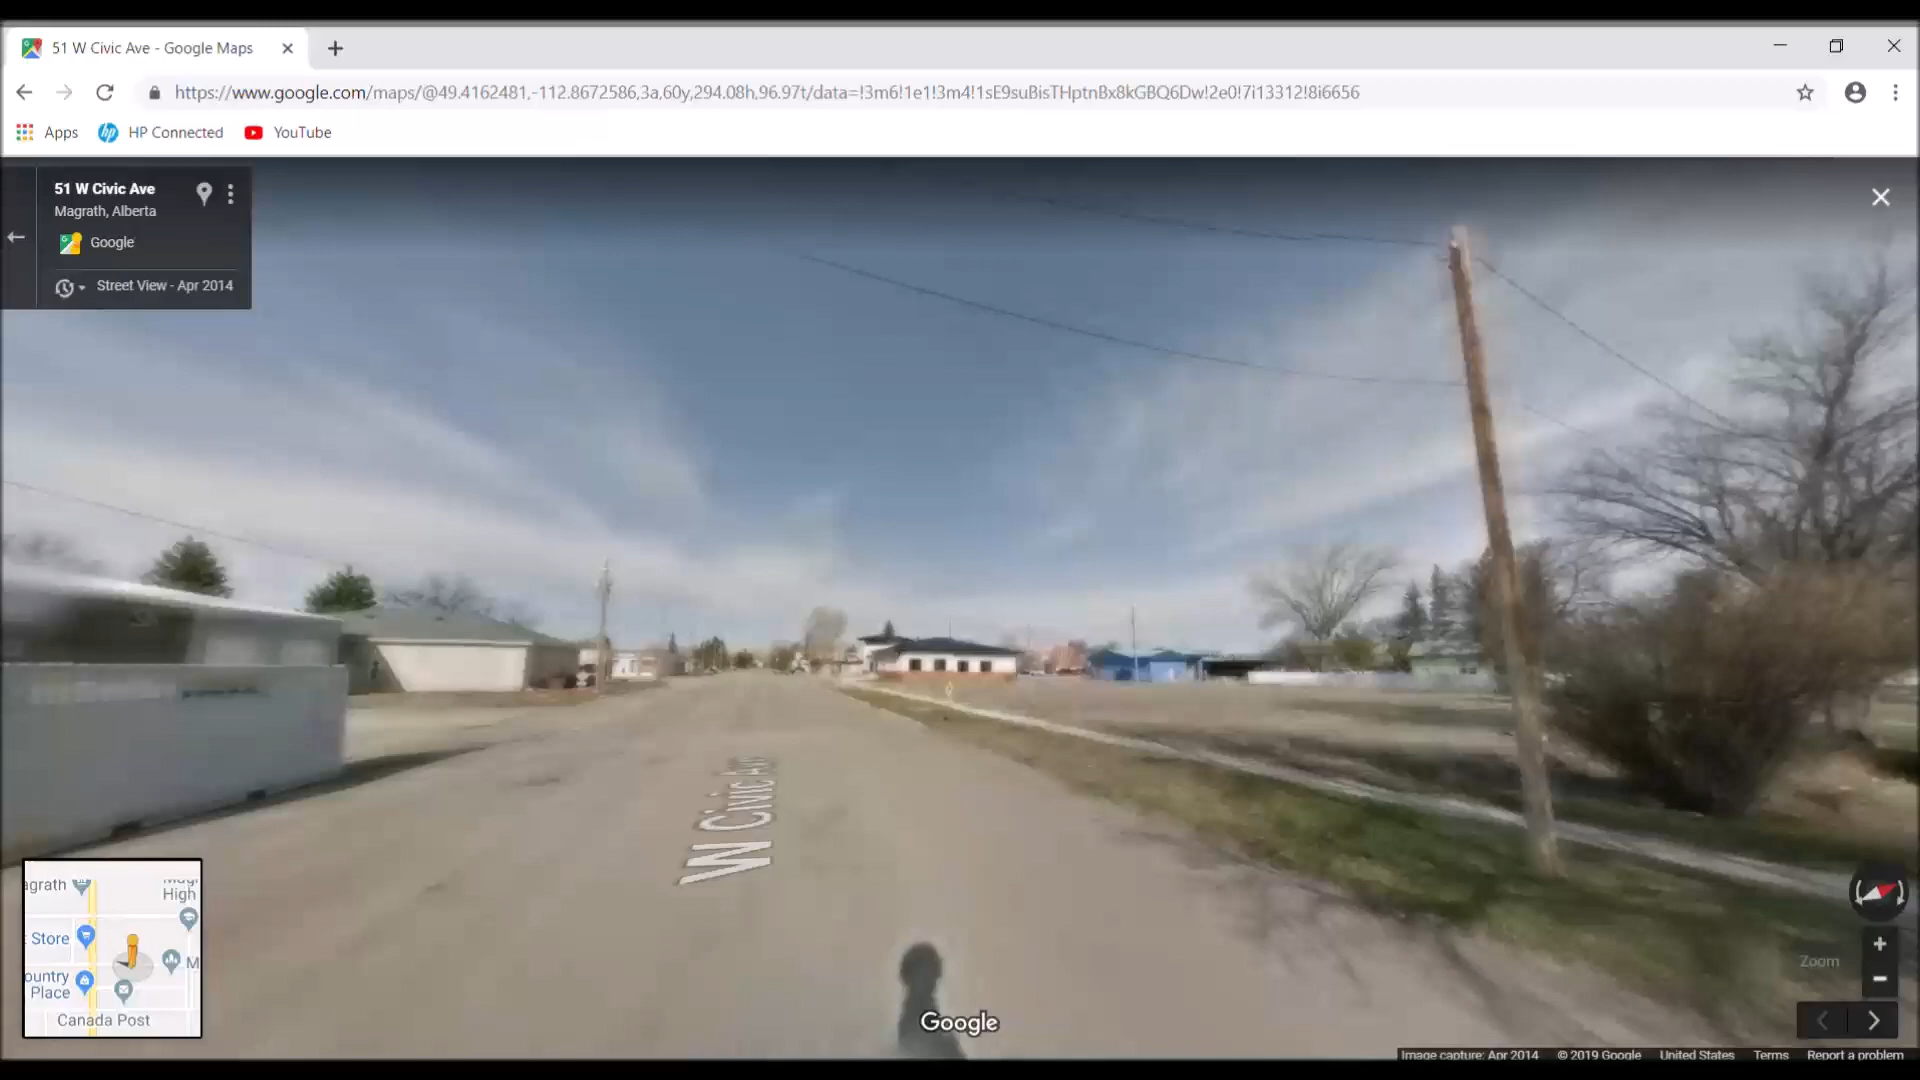 51 W Civic Ave - Google Maps
https://www.google.com/maps/@49.4162481,-112.8672586,3a,60y,294.08h,96.97t/data=!3m6!1e1!3m4!1sE9suBisTHptnBx8kGBQ6Dw!2e0!7i13312!8i6656
Apps HP Connected YouTube
51 W Civic Ave
Magrath, Alberta
Google
Street View - Apr 2014
W Civic Ave
agrath
High
Store
ountry
Place
M
Canada Post
Zoom
Google
Image capture: Apr 2014 © 2019 Google United States Terms Report a problem